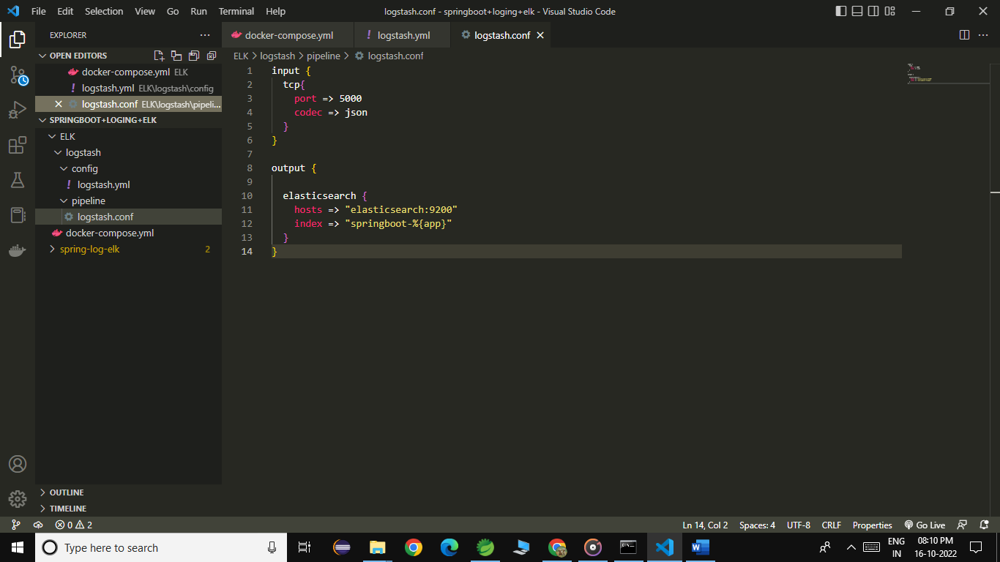 File Edit Selection View Go Run Terminal Help logstash.conf - springboot+loging+elk - Visual Studio Code
EXPLORER
OPEN EDITORS
docker-compose.yml ELK
logstash.yml ELK\logstash\config
logstash.conf ELK\logstash\pipeli...
SPRINGBOOT+LOGING+ELK
ELK
logstash
config
logstash.yml
pipeline
logstash.conf
docker-compose.yml
spring-log-elk 2
OUTLINE
TIMELINE
docker-compose.yml logstash.yml logstash.conf
ELK > logstash > pipeline > logstash.conf
1 input {
2 tcp{
3 port => 5000
4 codec => json
5 }
6 }
7
8 output {
9
10 elasticsearch {
11 hosts => "elasticsearch:9200"
12 index => "springboot-%{app}"
13 }
14 }
0 2 Ln 14, Col 2 Spaces: 4 UTF-8 CRLF Properties Go Live
Type here to search W ENG 08:10 PM
IN 16-10-2022